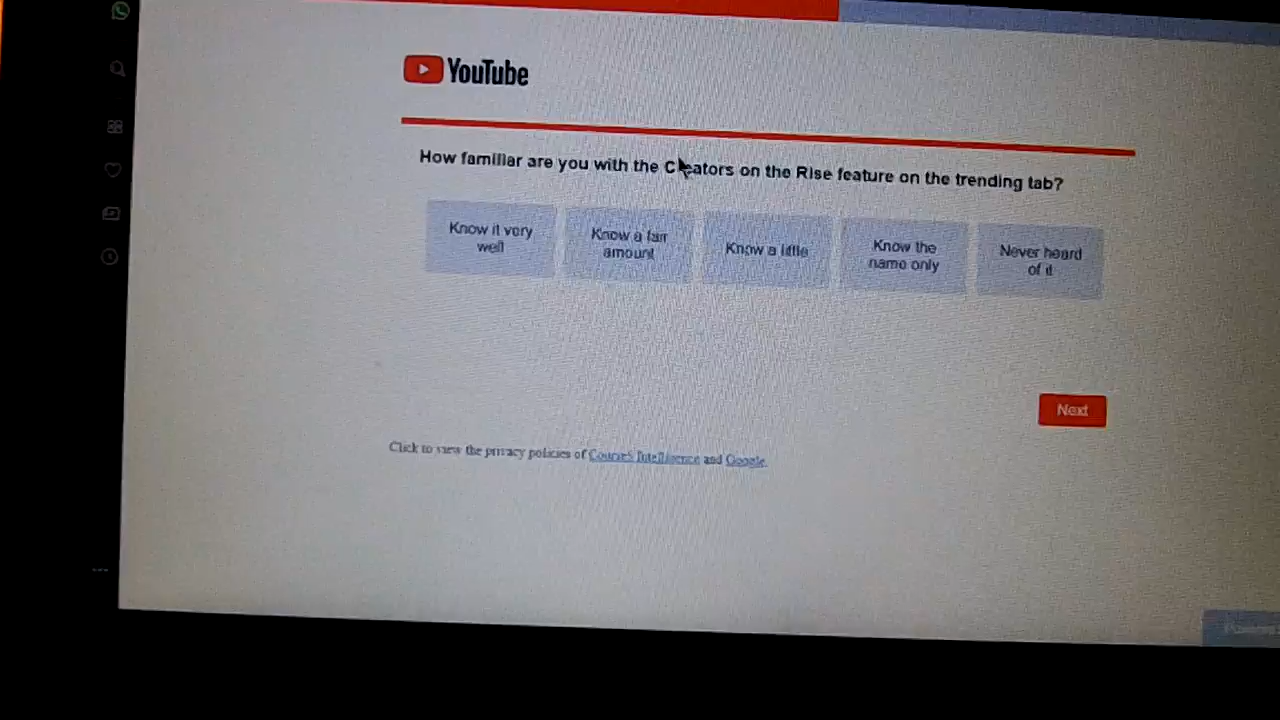 YouTube
How familiar are you with the Creators on the Rise feature on the trending tab?
Know it very
well
Know a fair
amount
Know a little
Know the
name only
Never heard
of it
Next
Click to view the privacy policies of Intelligence and Google.